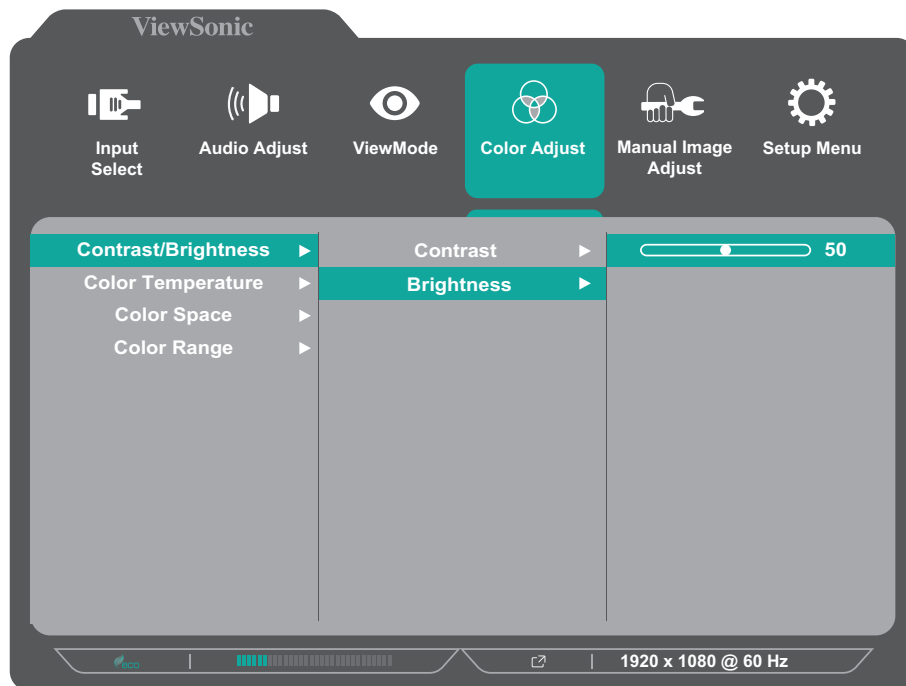 ViewSonic
Input
Select
Audio Adjust
ViewMode
Color Adjust
Manual Image
Adjust
Setup Menu
Contrast/Brightness
Contrast
50
Color Temperature
Brightness
Color Space
Color Range
eco
1920 x 1080 @ 60 Hz